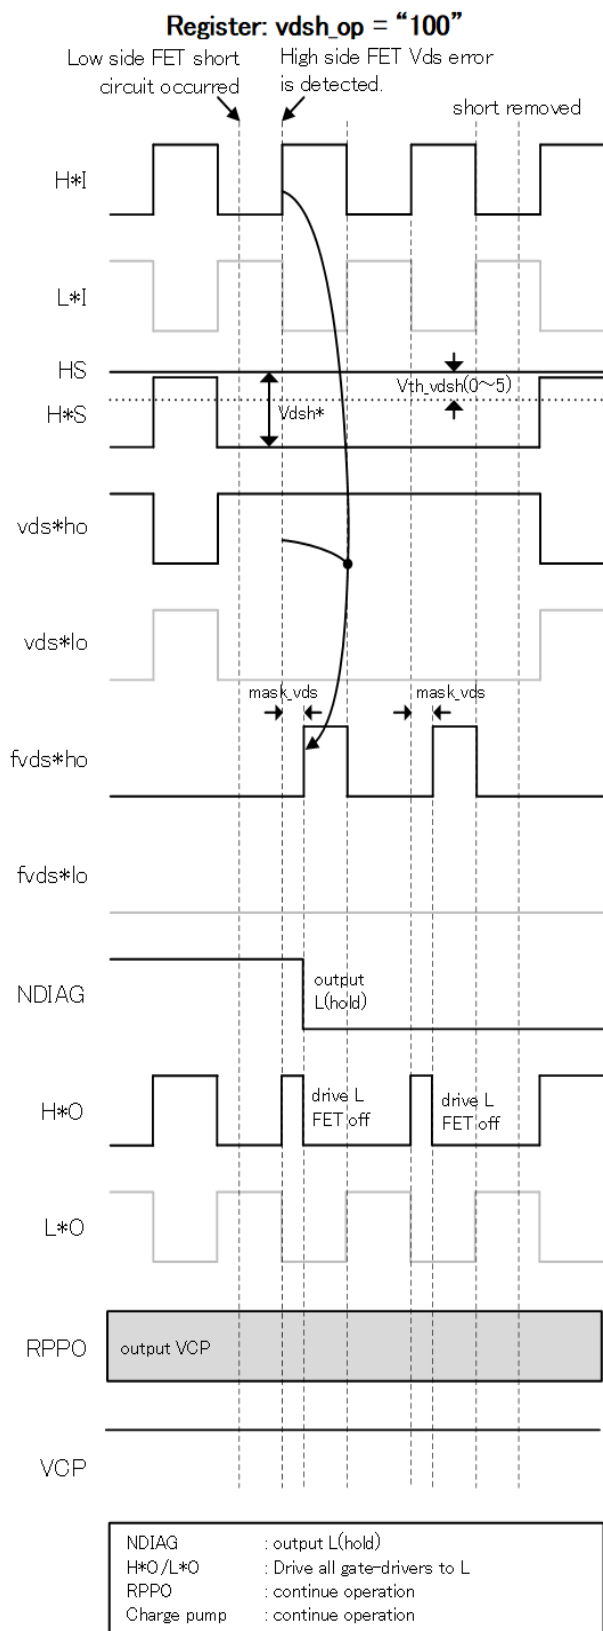 Register: vdsh_op = “100”
Low side FET short
circuit occurred
High side FET Vds error
is detected.
short removed
H*I
L*I
HS
Vth_vdsh(0～5)
H*S
Vdsh*
vds*ho
vds*lo
mask_vds
mask_vds
fvds*ho
fvds*lo
NDIAG
output
L(hold)
H*O
drive L
FET off
drive L
FET off
L*O
RPPO
output VCP
VCP
NDIAG : output L(hold)
H*O/L*O : Drive all gate-drivers to L
RPPO : continue operation
Charge pump : continue operation